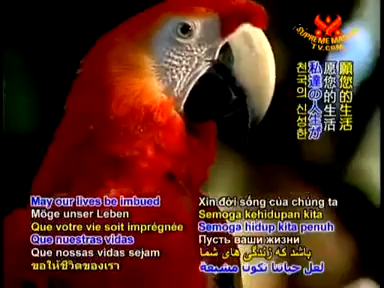 SUPREME MASTER
TV.COM
願您的生活
愿您的生活
私達の人生が
천국의 신성한
May our lives be imbued
Möge unser Leben
Que votre vie soit imprégnée
Que nuestras vidas
Que nossas vidas sejam
ขอให้ชีวิตของเรา
Xin đời sống của chúng ta
Semoga kehidupan kita
Semoga hidup kita penuh
Пусть ваши жизни
باشد که زندگی های شما
لعل حياتنا تكون مشبعة